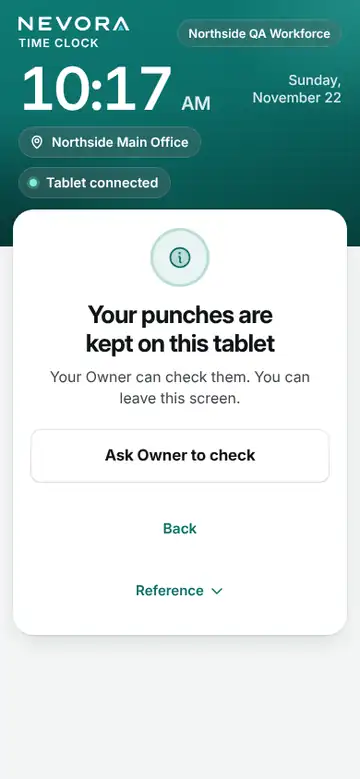 NEVORA
TIME CLOCK
Northside QA Workforce
10:17 AM
Sunday,
November 22
Northside Main Office
Tablet connected
Your punches are
kept on this tablet
Your Owner can check them. You can
leave this screen.
Ask Owner to check
Back
Reference